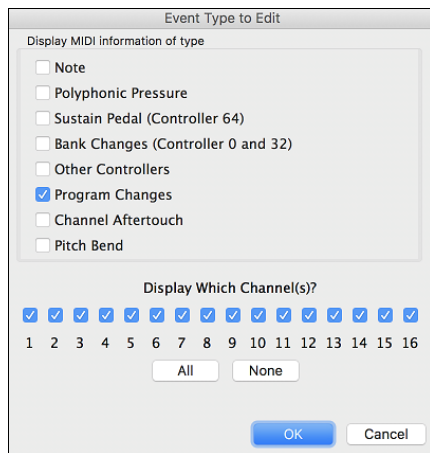 Event Type to Edit
Display MIDI information of type
Note
Polyphonic Pressure
Sustain Pedal (Controller 64)
Bank Changes (Controller 0 and 32)
Other Controllers
Program Changes
Channel Aftertouch
Pitch Bend
Display Which Channel(s)?
1 2 3 4 5 6 7 8 9 10 11 12 13 14 15 16
All None
OK Cancel